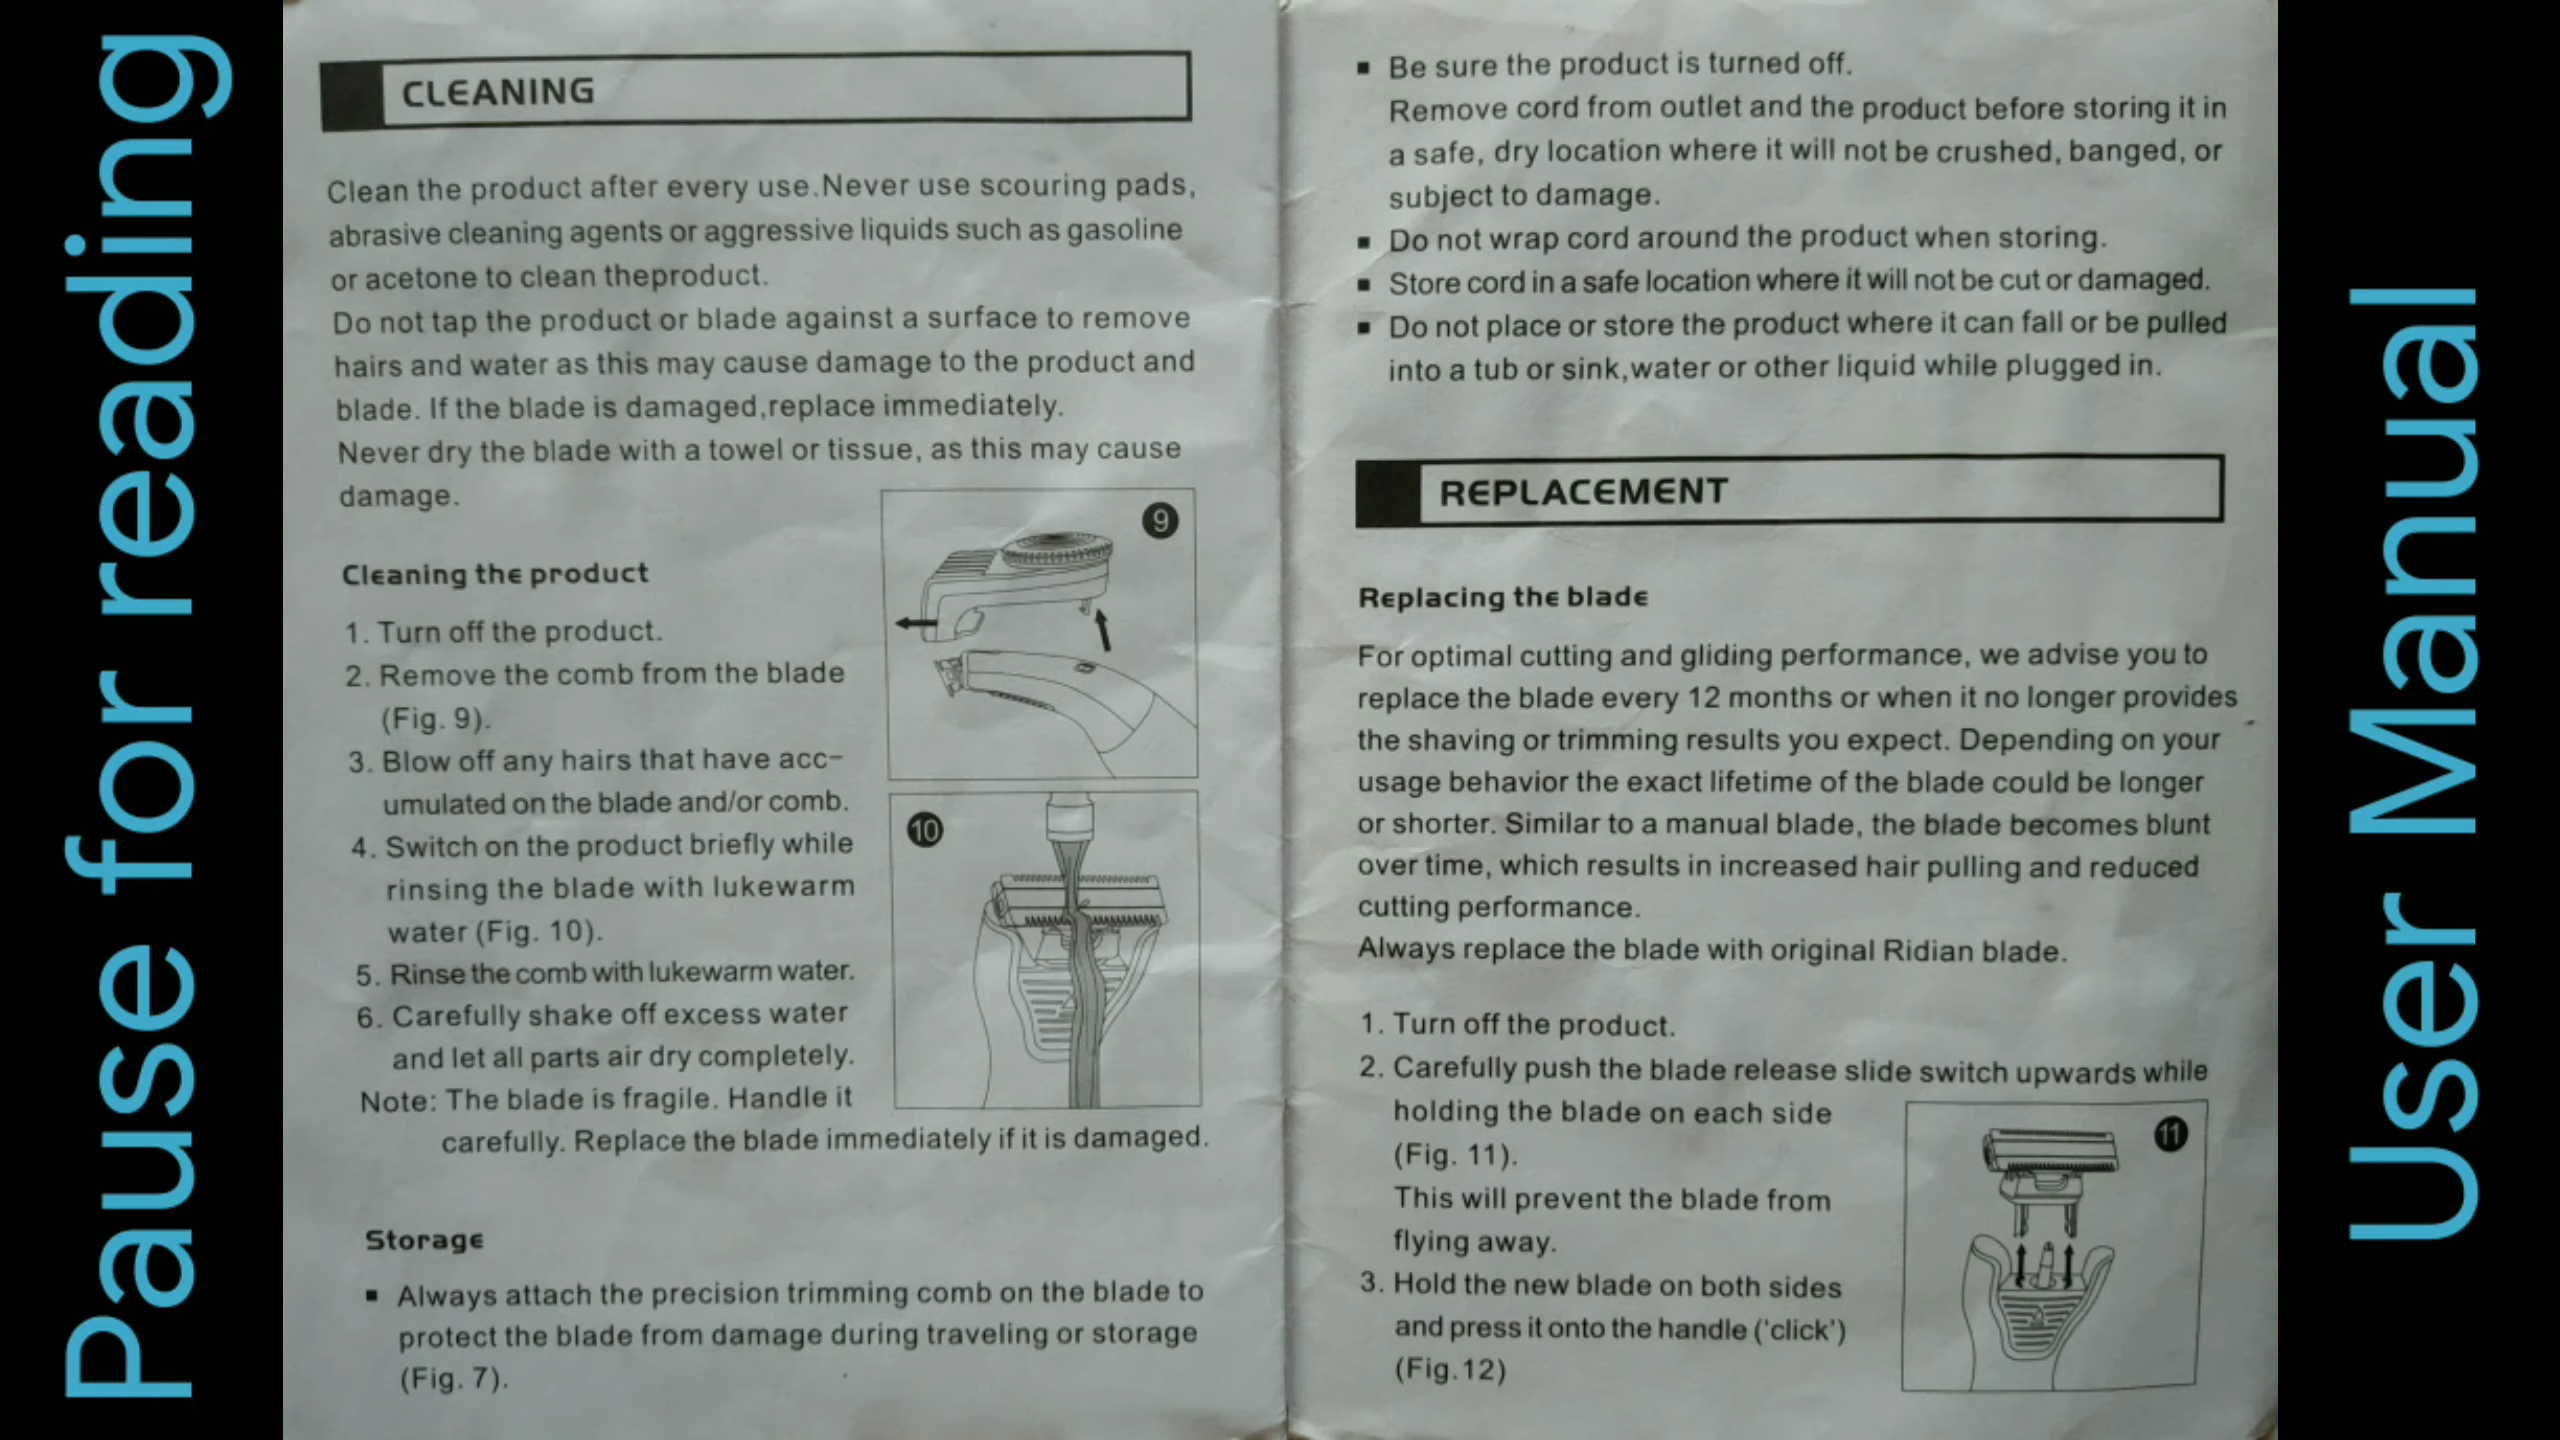 Pause for reading
CLEANING
Clean the product after every use.Never use scouring pads,
abrasive cleaning agents or aggressive liquids such as gasoline
or acetone to clean theproduct.
Do not tap the product or blade against a surface to remove
hairs and water as this may cause damage to the product and
blade. If the blade is damaged,replace immediately.
Never dry the blade with a towel or tissue, as this may cause
damage.
9
Cleaning the product
1. Turn off the product.
2. Remove the comb from the blade
(Fig. 9).
3. Blow off any hairs that have acc-
umulated on the blade and/or comb.
10
4. Switch on the product briefly while
rinsing the blade with lukewarm
water (Fig. 10).
5. Rinse the comb with lukewarm water.
6. Carefully shake off excess water
and let all parts air dry completely.
Note: The blade is fragile. Handle it
carefully. Replace the blade immediately if it is damaged.
Storage
▪ Always attach the precision trimming comb on the blade to
protect the blade from damage during traveling or storage
(Fig. 7).
▪ Be sure the product is turned off.
Remove cord from outlet and the product before storing it in
a safe, dry location where it will not be crushed, banged, or
subject to damage.
▪ Do not wrap cord around the product when storing.
▪ Store cord in a safe location where it will not be cut or damaged.
▪ Do not place or store the product where it can fall or be pulled
into a tub or sink,water or other liquid while plugged in.
REPLACEMENT
Replacing the blade
For optimal cutting and gliding performance, we advise you to
replace the blade every 12 months or when it no longer provides
the shaving or trimming results you expect. Depending on your
usage behavior the exact lifetime of the blade could be longer
or shorter. Similar to a manual blade, the blade becomes blunt
over time, which results in increased hair pulling and reduced
cutting performance.
Always replace the blade with original Ridian blade.
1. Turn off the product.
2. Carefully push the blade release slide switch upwards while
holding the blade on each side
(Fig. 11).
This will prevent the blade from
flying away.
3. Hold the new blade on both sides
and press it onto the handle ('click')
(Fig.12)
11
User Manual